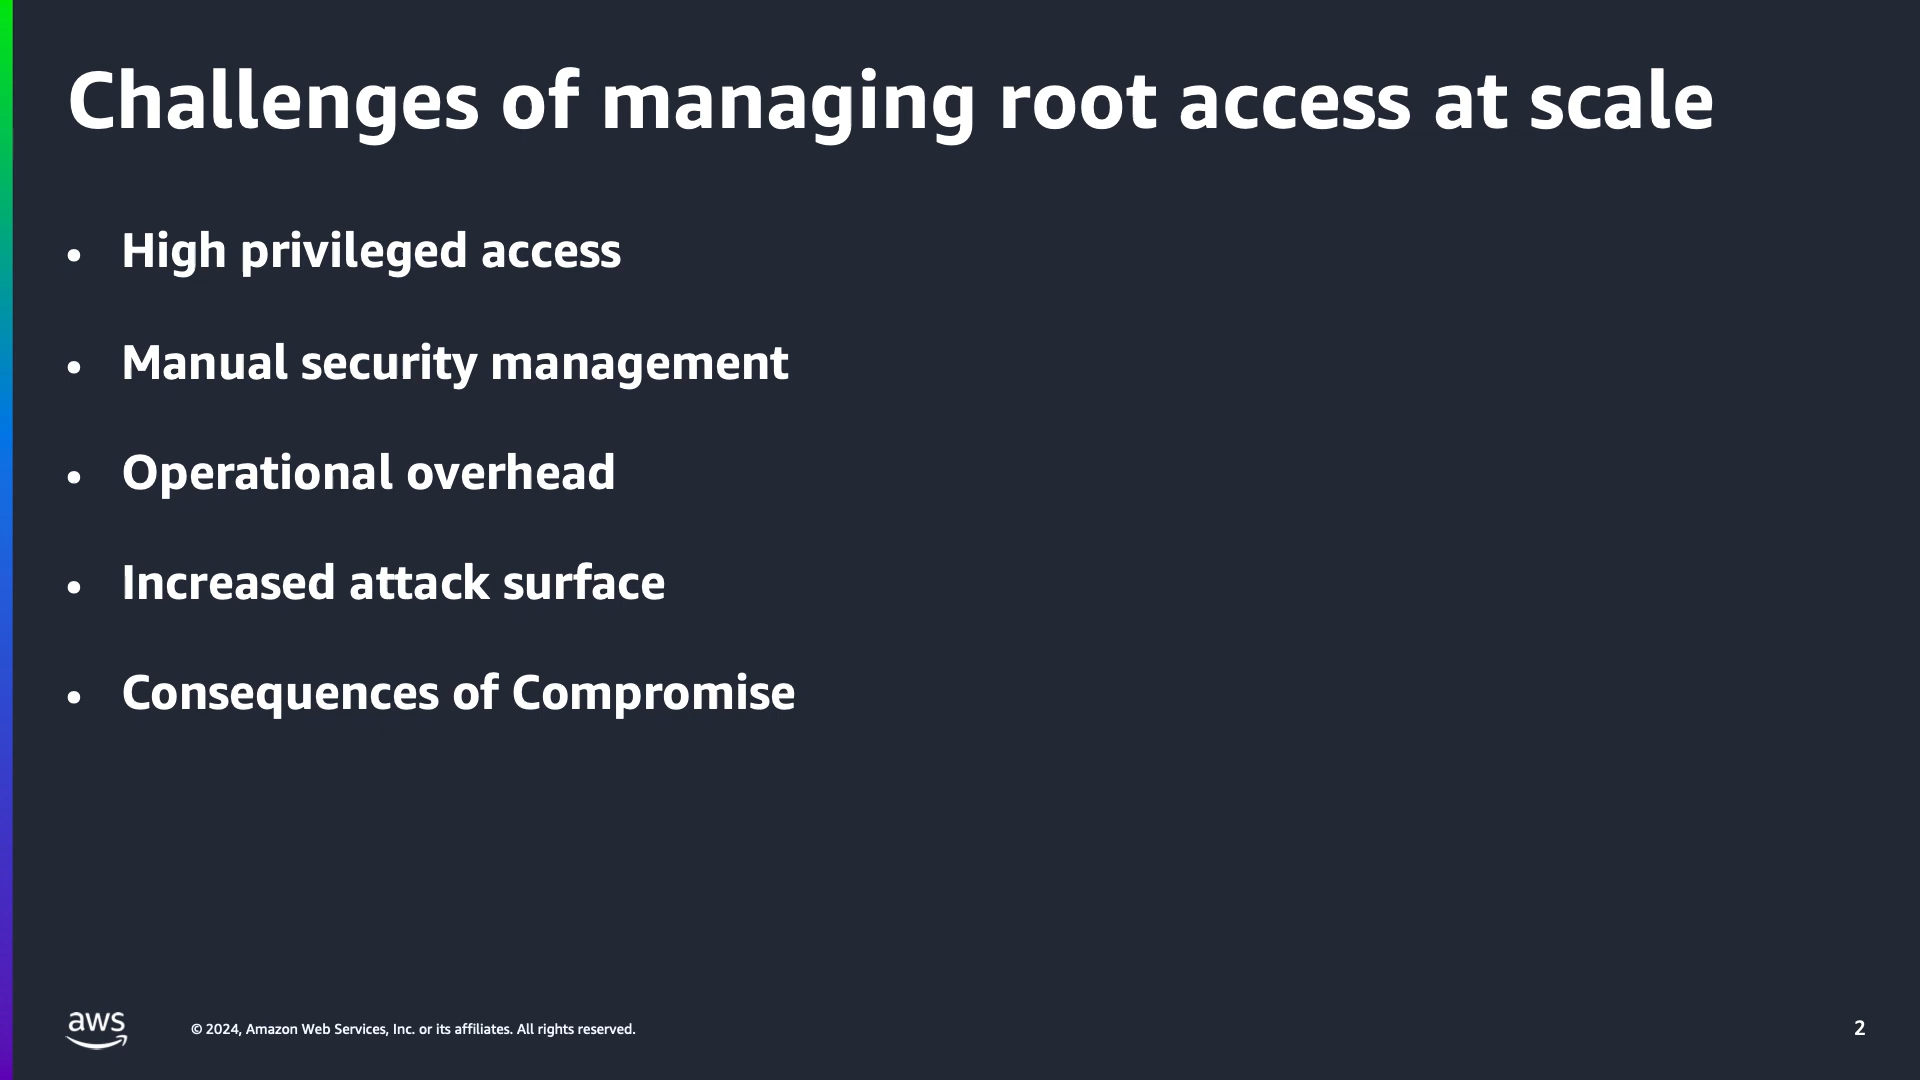 Challenges of managing root access at scale
• High privileged access
• Manual security management
• Operational overhead
• Increased attack surface
• Consequences of Compromise
aws
© 2024, Amazon Web Services, Inc. or its affiliates. All rights reserved.
2